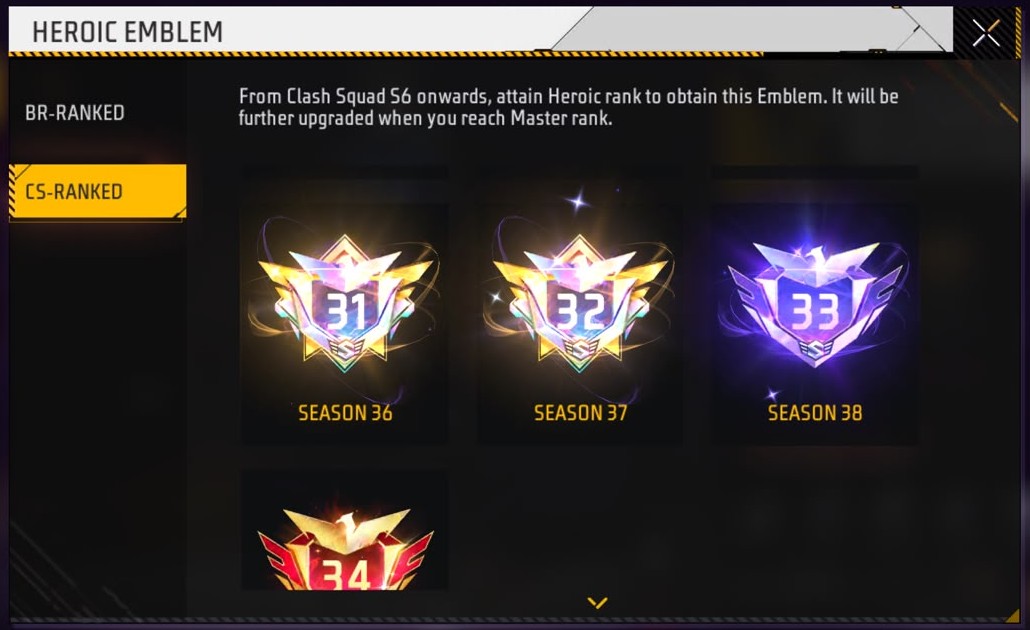 HEROIC EMBLEM
BR-RANKED
CS-RANKED
From Clash Squad S6 onwards, attain Heroic rank to obtain this Emblem. It will be
further upgraded when you reach Master rank.
31
32
33
S
S
S
SEASON 36
SEASON 37
SEASON 38
34